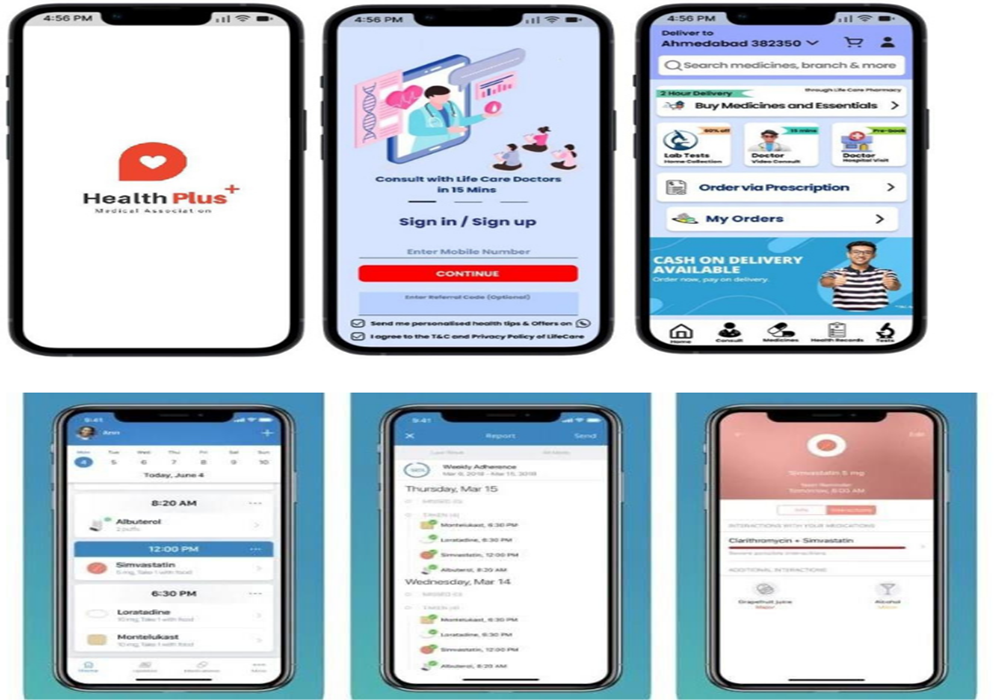 4:56 PM
Health Plus+
Medical Association
4:56 PM
Consult with Life Care Doctors
in 15 Mins
Sign in / Sign up
Enter Mobile Number
CONTINUE
Enter Referral Code (Optional)
Send me personalised health tips & Offers on
I agree to the T&C and Privacy Policy of LifeCare
4:56 PM
Deliver to
Ahmedabad 382350
Search medicines, branch & more
2 Hour Delivery
through Life Care Pharmacy
Buy Medicines and Essentials
60% off
Lab Tests
Home Collection
15 mins
Doctor
Video Consult
Pre-book
Doctor
Hospital Visit
Order via Prescription
My Orders
CASH ON DELIVERY
AVAILABLE
Order now, pay on delivery.
Home Consult Medicines Health Records Tests
9:41
Ann
Mon Tue Wed Thu Fri Sat Sun
4 5 6 7 8 9 10
Today, June 4
8:20 AM
Albuterol
2 puffs
12:00 PM
Simvastatin
5 mg, Take 1 with food
6:30 PM
Loratadine
10 mg, Take 1 with food
Montelukast
10 mg, Take 1 with food
Home Updates Medications More
9:41
Report Send
Last Week
Weekly Adherence
Mar 9, 2018 - Mar 15, 2018
Thursday, Mar 15
MISSED (0)
TAKEN (4)
Montelukast, 6:30 PM
Loratadine, 6:30 PM
Simvastatin, 12:00 PM
Albuterol, 8:20 AM
Wednesday, Mar 14
MISSED (0)
TAKEN (4)
Montelukast, 6:30 PM
Loratadine, 6:30 PM
Simvastatin, 12:00 PM
Albuterol, 8:20 AM
Edit
Simvastatin 5 mg
Next Reminder
Info Interactions
INTERACTIONS WITH YOUR MEDICATIONS
Clarithromycin + Simvastatin
Severe possible interactions
ADDITIONAL INTERACTIONS
Grapefruit juice
Major
Alcohol
Minor